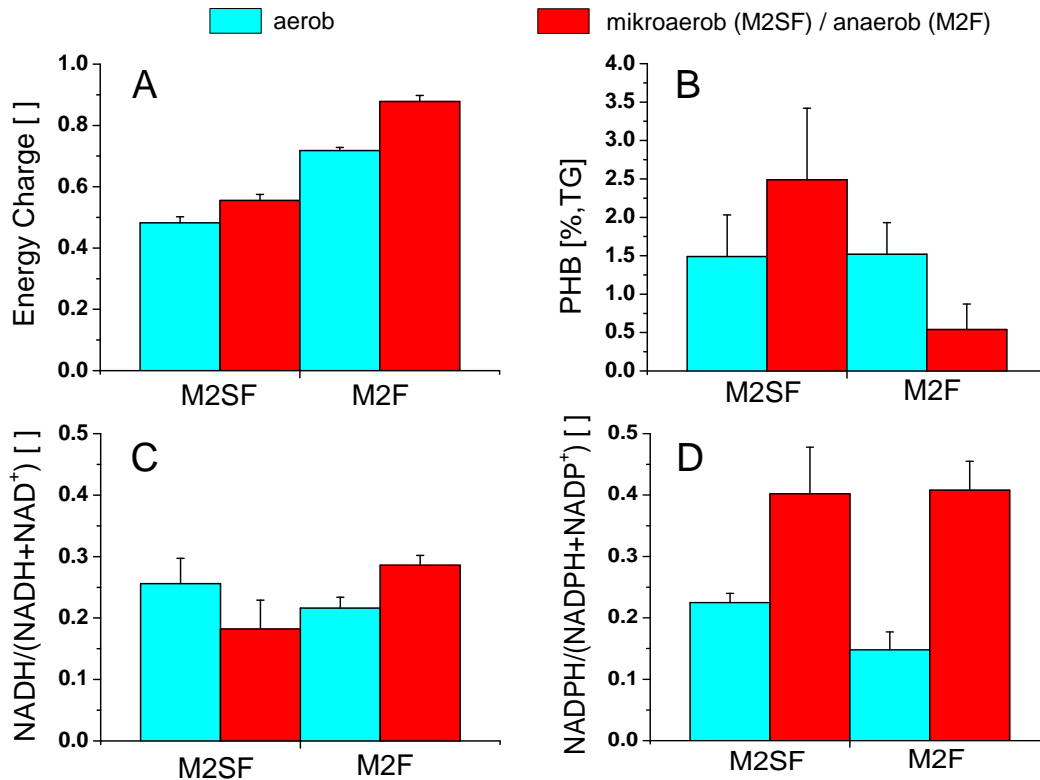 aerob
mikroaerob (M2SF) / anaerob (M2F)
A
Energy Charge [ ]
1.0
0.8
0.6
0.4
0.2
0.0
M2SF M2F
B
PHB [%,TG]
4.0
3.5
3.0
2.5
2.0
1.5
1.0
0.5
0.0
M2SF M2F
C
NADH/(NADH+NAD⁺) [ ]
0.5
0.4
0.3
0.2
0.1
0.0
M2SF M2F
D
NADPH/(NADPH+NADP⁺) [ ]
0.5
0.4
0.3
0.2
0.1
0.0
M2SF M2F